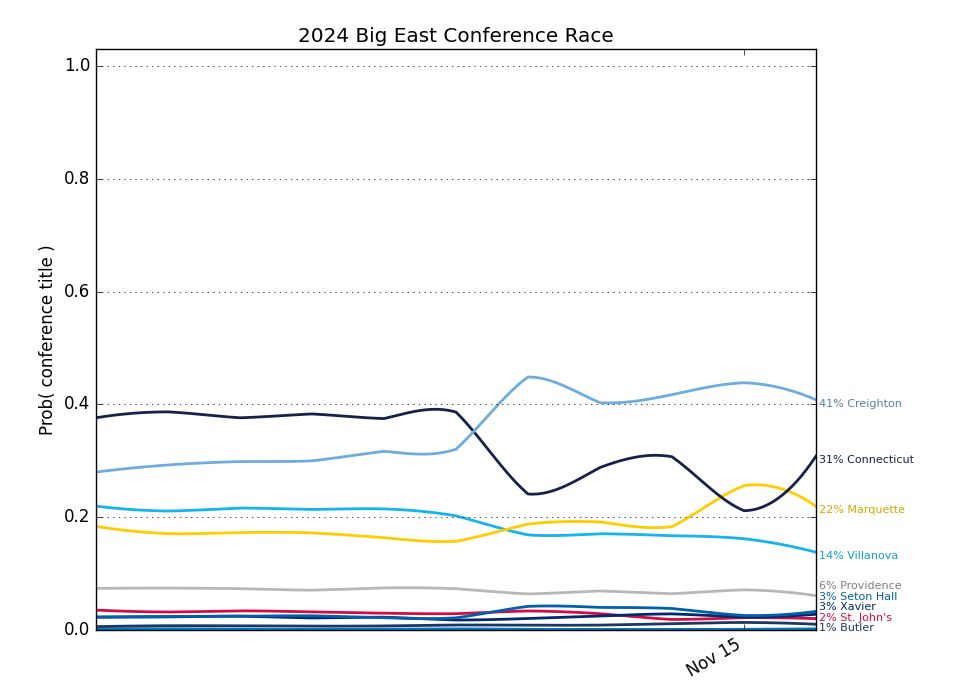 2024 Big East Conference Race
Prob( conference title )
1.0
0.8
0.6
0.4
0.2
0.0
41% Creighton
31% Connecticut
22% Marquette
14% Villanova
6% Providence
3% Seton Hall
3% Xavier
2% St. John's
1% Butler
Nov 15